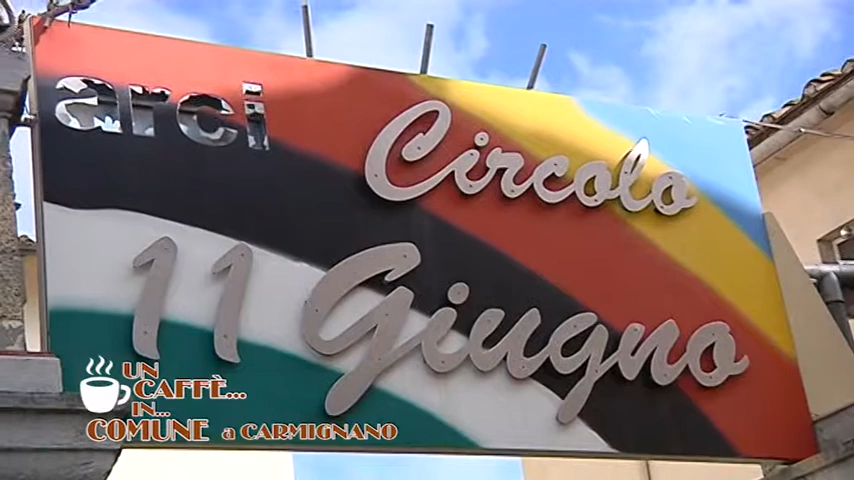 arci
Circolo
11 Giugno
UN
CAFFÈ...
IN...
COMUNE a CARMIGNANO